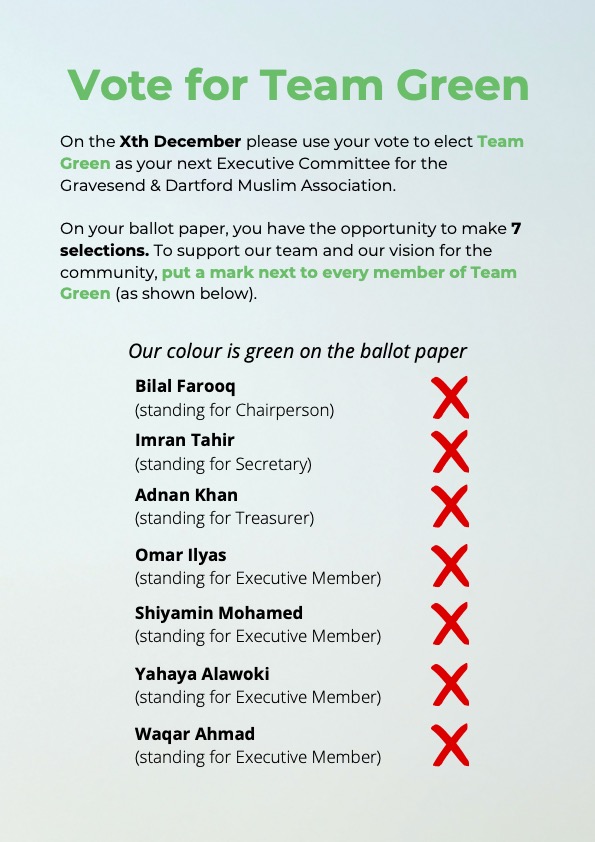 Vote for Team Green
On the Xth December please use your vote to elect Team
Green as your next Executive Committee for the
Gravesend & Dartford Muslim Association.
On your ballot paper, you have the opportunity to make 7
selections. To support our team and our vision for the
community, put a mark next to every member of Team
Green (as shown below).
Our colour is green on the ballot paper
Bilal Farooq
(standing for Chairperson)
Imran Tahir
(standing for Secretary)
Adnan Khan
(standing for Treasurer)
Omar Ilyas
(standing for Executive Member)
Shiyamin Mohamed
(standing for Executive Member)
Yahaya Alawoki
(standing for Executive Member)
Waqar Ahmad
(standing for Executive Member)